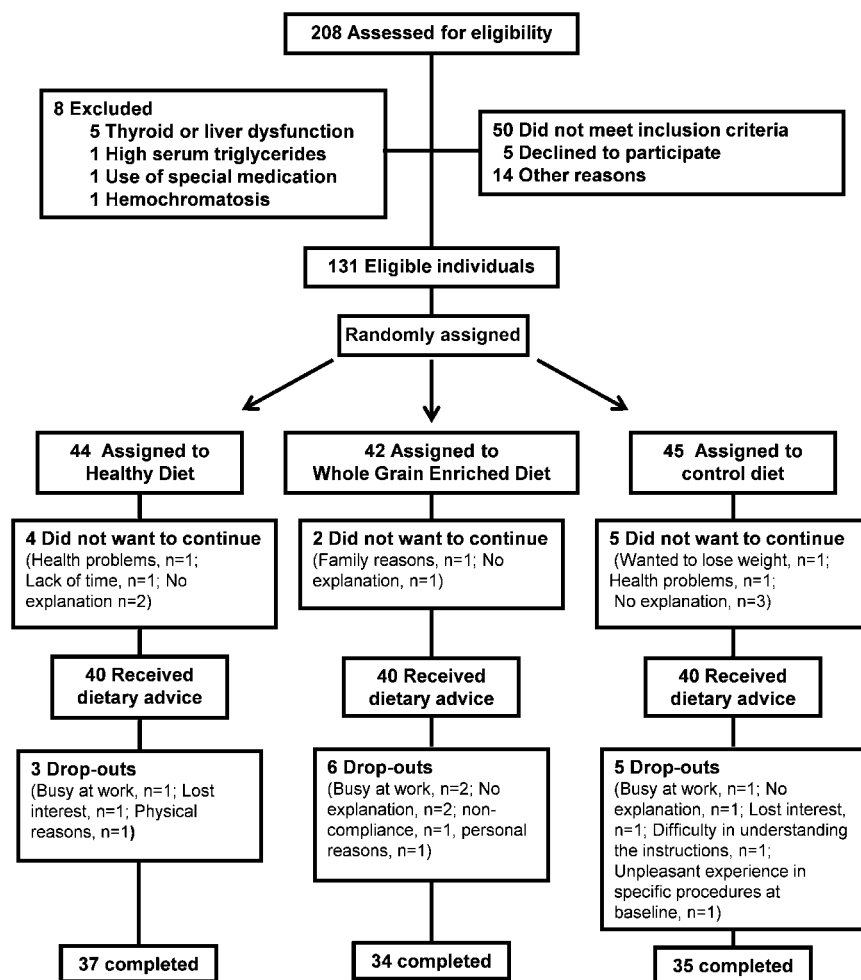 208 Assessed for eligibility
8 Excluded
5 Thyroid or liver dysfunction
1 High serum triglycerides
1 Use of special medication
1 Hemochromatosis
50 Did not meet inclusion criteria
5 Declined to participate
14 Other reasons
131 Eligible individuals
Randomly assigned
44 Assigned to
Healthy Diet
42 Assigned to
Whole Grain Enriched Diet
45 Assigned to
control diet
4 Did not want to continue
(Health problems, n=1;
Lack of time, n=1; No
explanation n=2)
2 Did not want to continue
(Family reasons, n=1; No
explanation, n=1)
5 Did not want to continue
(Wanted to lose weight, n=1;
Health problems, n=1;
No explanation, n=3)
40 Received
dietary advice
40 Received
dietary advice
40 Received
dietary advice
3 Drop-outs
(Busy at work, n=1; Lost
interest, n=1; Physical
reasons, n=1)
6 Drop-outs
(Busy at work, n=2; No
explanation, n=2; non-
compliance, n=1, personal
reasons, n=1)
5 Drop-outs
(Busy at work, n=1; No
explanation, n=1; Lost interest,
n=1; Difficulty in understanding
the instructions, n=1;
Unpleasant experience in
specific procedures at
baseline, n=1)
37 completed
34 completed
35 completed